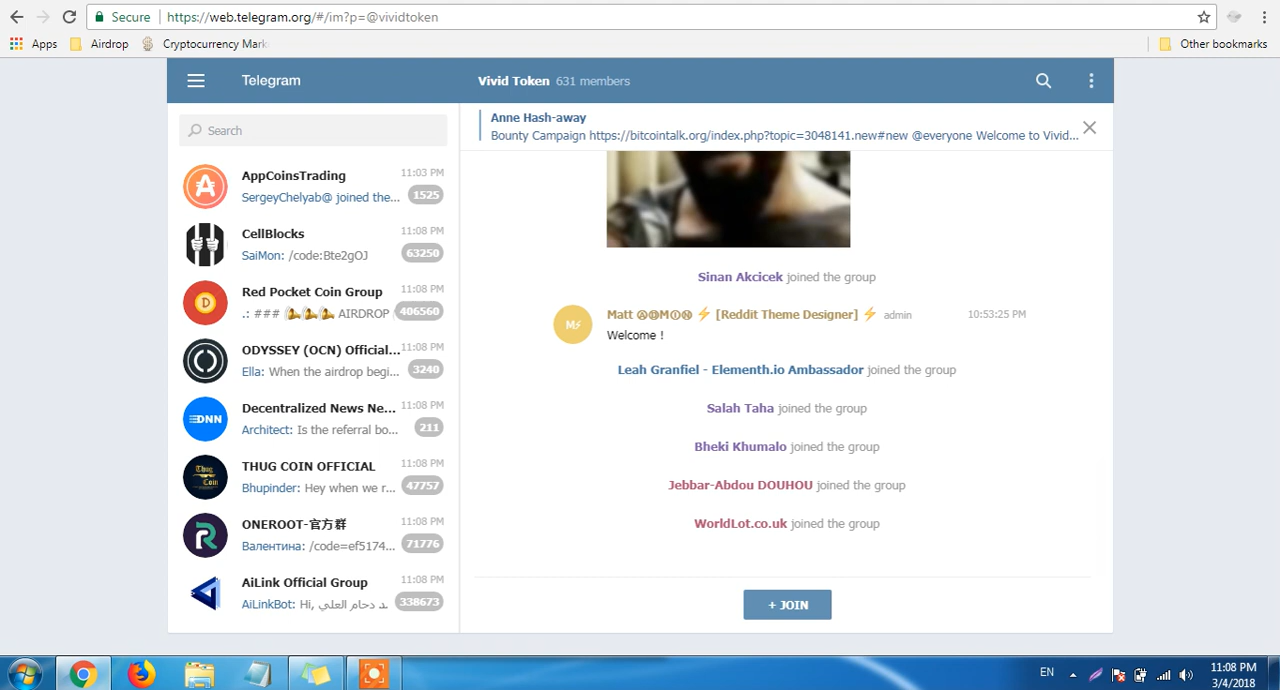 Secure
https://web.telegram.org/#/im?p=@vividtoken
Apps
Airdrop
Cryptocurrency Mark
Other bookmarks
Telegram
Vivid Token 631 members
Search
Anne Hash-away
Bounty Campaign https://bitcointalk.org/index.php?topic=3048141.new#new @everyone Welcome to Vivid...
AppCoinsTrading 11:03 PM
SergeyChelyab@ joined the... 1525
CellBlocks 11:08 PM
SaiMon: /code:Bte2gOJ 63250
Red Pocket Coin Group 11:08 PM
.: ### AIRDROP 406560
ODYSSEY (OCN) Official... 11:08 PM
Ella: When the airdrop begi... 3240
Decentralized News Ne... 11:08 PM
Architect: Is the referral bo... 211
THUG COIN OFFICIAL 11:08 PM
Bhupinder: Hey when we r... 47757
ONEROOT-官方群 11:08 PM
Валентина: /code=ef5174... 71776
AiLink Official Group 11:08 PM
AiLinkBot: Hi, دحام العلي 338673
DNN
Thug
Coin
Sinan Akcicek joined the group
M⚡
Matt Ⓐ@MⒾⓃ ⚡ [Reddit Theme Designer] ⚡ admin 10:53:25 PM
Welcome !
Leah Granfiel - Elementh.io Ambassador joined the group
Salah Taha joined the group
Bheki Khumalo joined the group
Jebbar-Abdou DOUHOU joined the group
WorldLot.co.uk joined the group
+ JOIN
EN
11:08 PM
3/4/2018